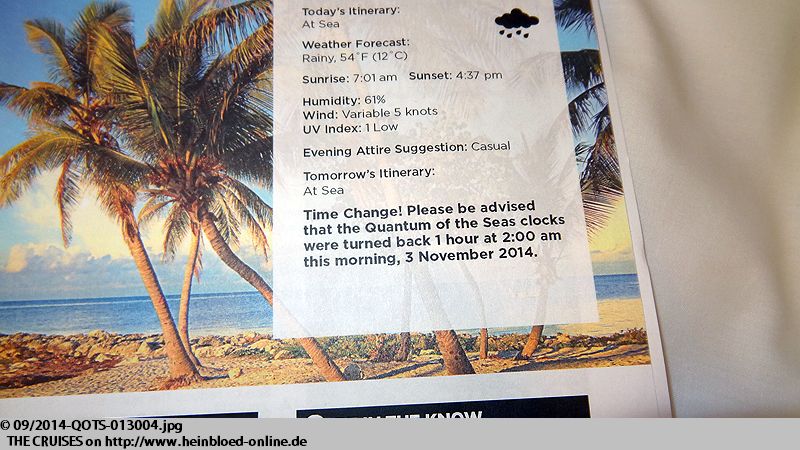 Today's Itinerary:
At Sea
Weather Forecast:
Rainy, 54°F (12°C)
Sunrise: 7:01 am Sunset: 4:37 pm
Humidity: 61%
Wind: Variable 5 knots
UV Index: 1 Low
Evening Attire Suggestion: Casual
Tomorrow's Itinerary:
At Sea
Time Change! Please be advised
that the Quantum of the Seas clocks
were turned back 1 hour at 2:00 am
this morning, 3 November 2014.
THE KNOW
© 09/2014-QOTS-013004.jpg
THE CRUISES on http://www.heinbloed-online.de